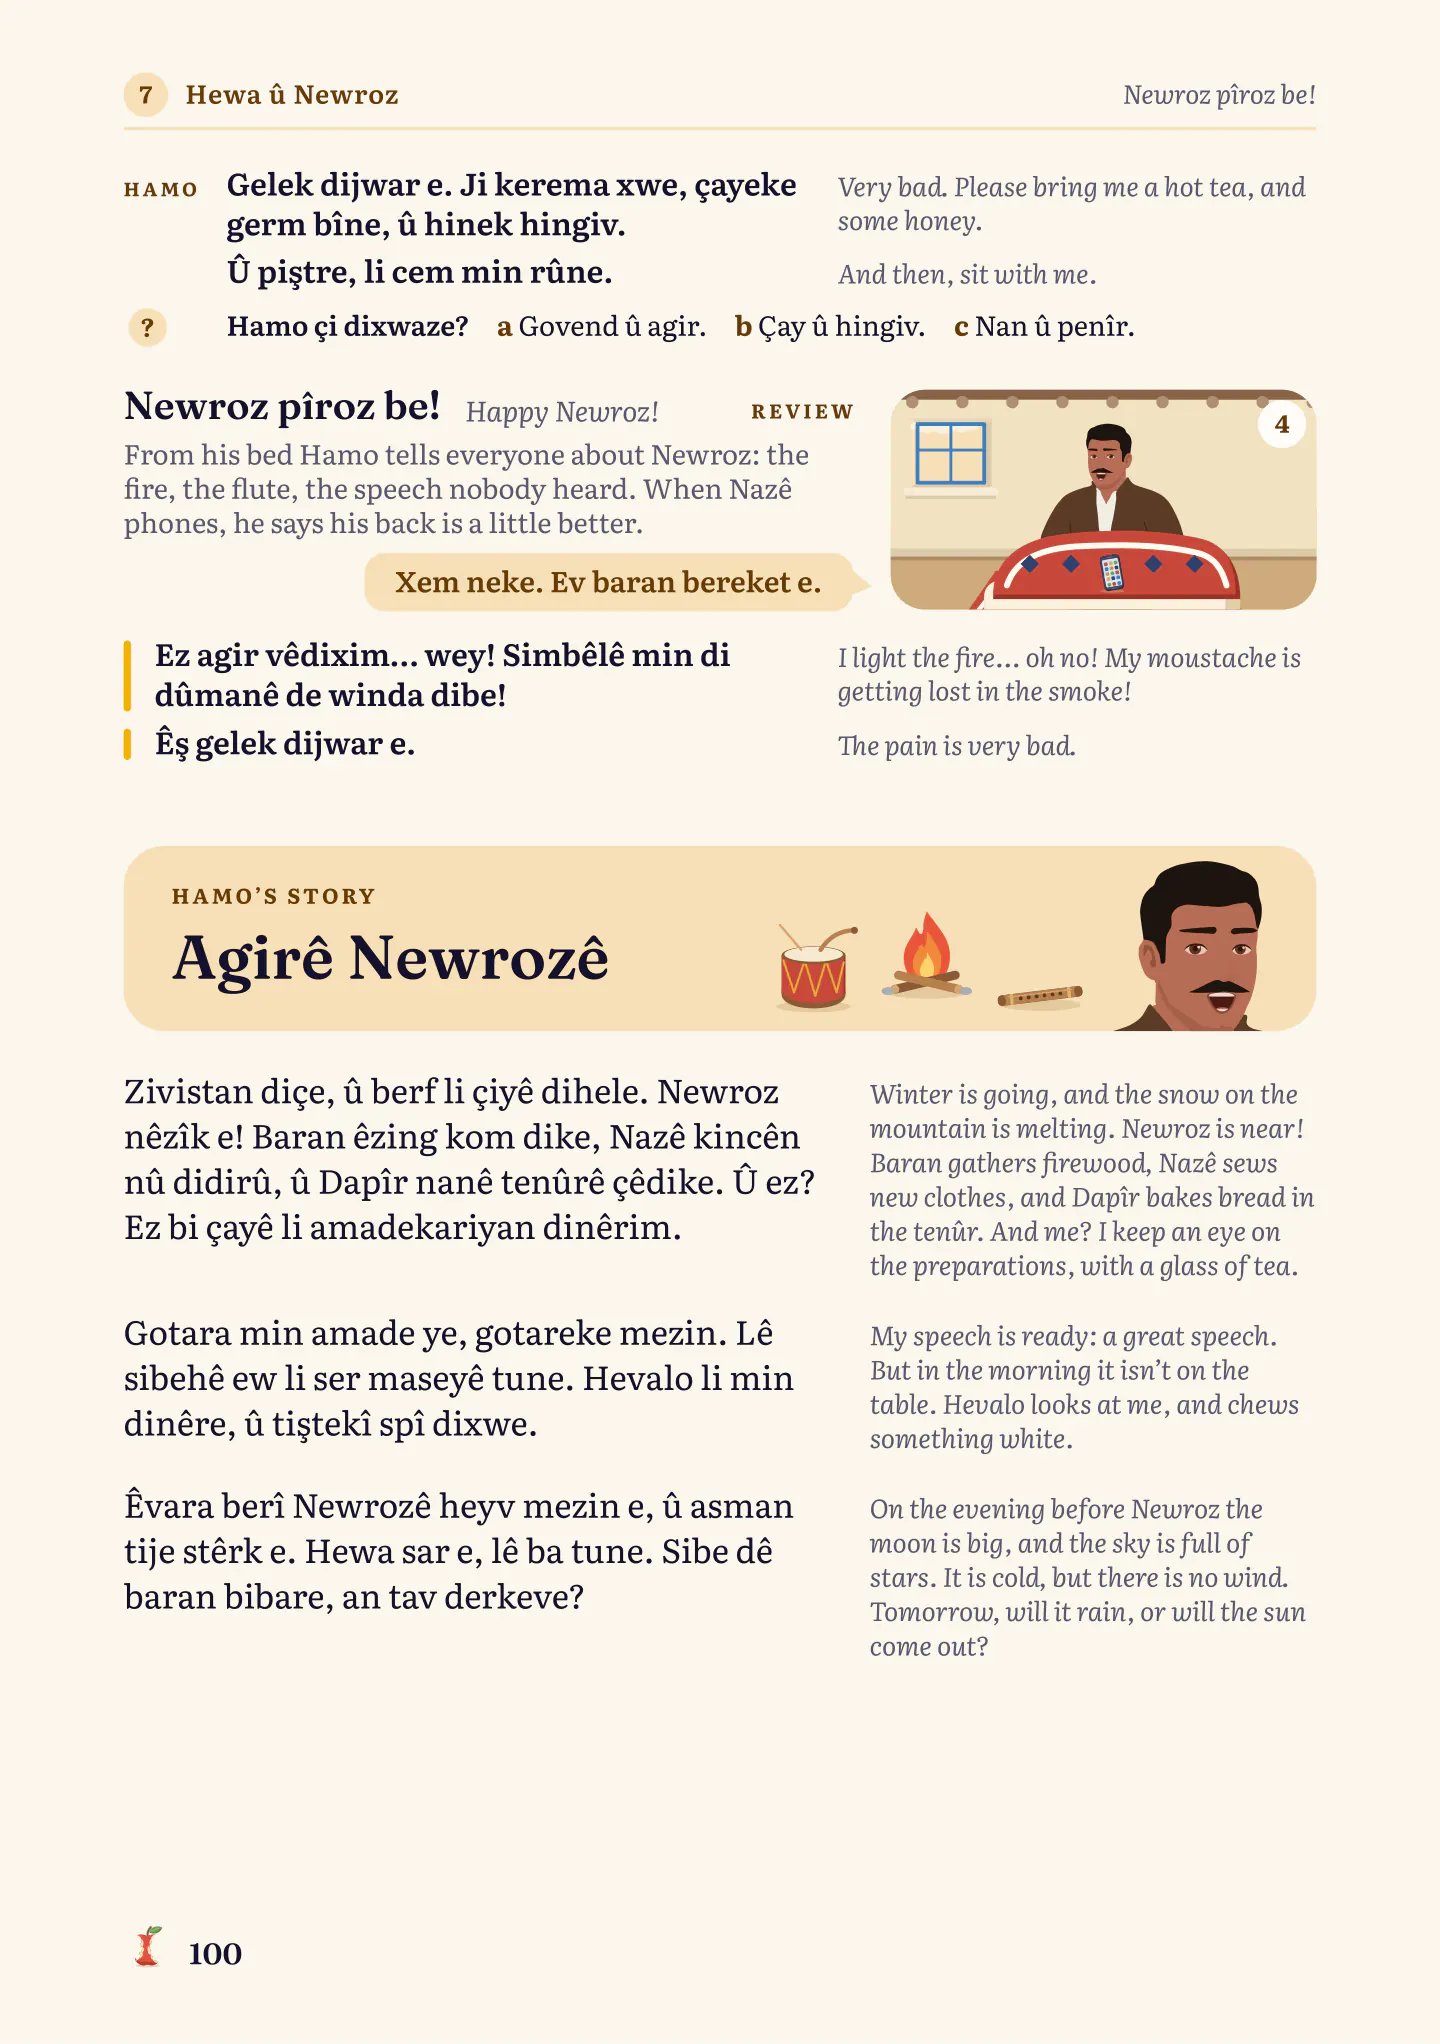 7 Hewa û Newroz
Newroz pîroz be!
HAMO Gelek dijwar e. Ji kerema xwe, çayeke
germ bîne, û hinek hingiv.
Very bad. Please bring me a hot tea, and
some honey.
Û piştre, li cem min rûne.
And then, sit with me.
? Hamo çi dixwaze? a Govend û agir. b Çay û hingiv. c Nan û penîr.
Newroz pîroz be! Happy Newroz! REVIEW
4
From his bed Hamo tells everyone about Newroz: the
fire, the flute, the speech nobody heard. When Nazê
phones, he says his back is a little better.
Xem neke. Ev baran bereket e.
Ez agir vêdixim… wey! Simbêlê min di
dûmanê de winda dibe!
I light the fire… oh no! My moustache is
getting lost in the smoke!
Êş gelek dijwar e.
The pain is very bad.
HAMO’S STORY
Agirê Newrozê
Zivistan diçe, û berf li çiyê dihele. Newroz
nêzîk e! Baran êzing kom dike, Nazê kincên
nû didirû, û Dapîr nanê tenûrê çêdike. Û ez?
Ez bi çayê li amadekariyan dinêrim.
Winter is going, and the snow on the
mountain is melting. Newroz is near!
Baran gathers firewood, Nazê sews
new clothes, and Dapîr bakes bread in
the tenûr. And me? I keep an eye on
the preparations, with a glass of tea.
Gotara min amade ye, gotareke mezin. Lê
sibehê ew li ser maseyê tune. Hevalo li min
dinêre, û tiştekî spî dixwe.
My speech is ready: a great speech.
But in the morning it isn’t on the
table. Hevalo looks at me, and chews
something white.
Êvara berî Newrozê heyv mezin e, û asman
tije stêrk e. Hewa sar e, lê ba tune. Sibe dê
baran bibare, an tav derkeve?
On the evening before Newroz the
moon is big, and the sky is full of
stars. It is cold, but there is no wind.
Tomorrow, will it rain, or will the sun
come out?
100